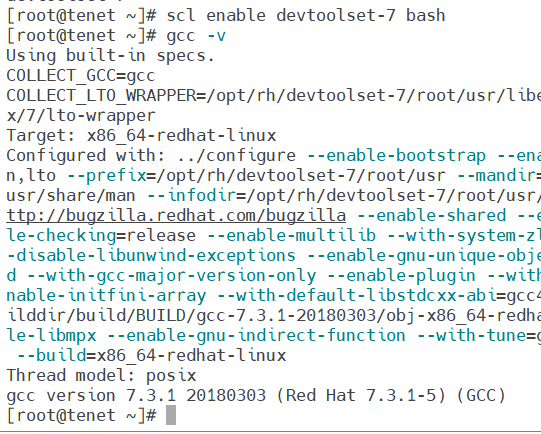 [root@tenet ~]# scl enable devtoolset-7 bash
[root@tenet ~]# gcc -v
Using built-in specs.
COLLECT_GCC=gcc
COLLECT_LTO_WRAPPER=/opt/rh/devtoolset-7/root/usr/libe
x/7/lto-wrapper
Target: x86_64-redhat-linux
Configured with: ../configure --enable-bootstrap --ena
n,lto --prefix=/opt/rh/devtoolset-7/root/usr --mandir=
usr/share/man --infodir=/opt/rh/devtoolset-7/root/usr/
ttp://bugzilla.redhat.com/bugzilla --enable-shared --e
le-checking=release --enable-multilib --with-system-zl
-disable-libunwind-exceptions --enable-gnu-unique-obje
d --with-gcc-major-version-only --enable-plugin --with
nable-initfini-array --with-default-libstdcxx-abi=gcc4
ilddir/build/BUILD/gcc-7.3.1-20180303/obj-x86_64-redha
le-libmpx --enable-gnu-indirect-function --with-tune=g
--build=x86_64-redhat-linux
Thread model: posix
gcc version 7.3.1 20180303 (Red Hat 7.3.1-5) (GCC)
[root@tenet ~]#